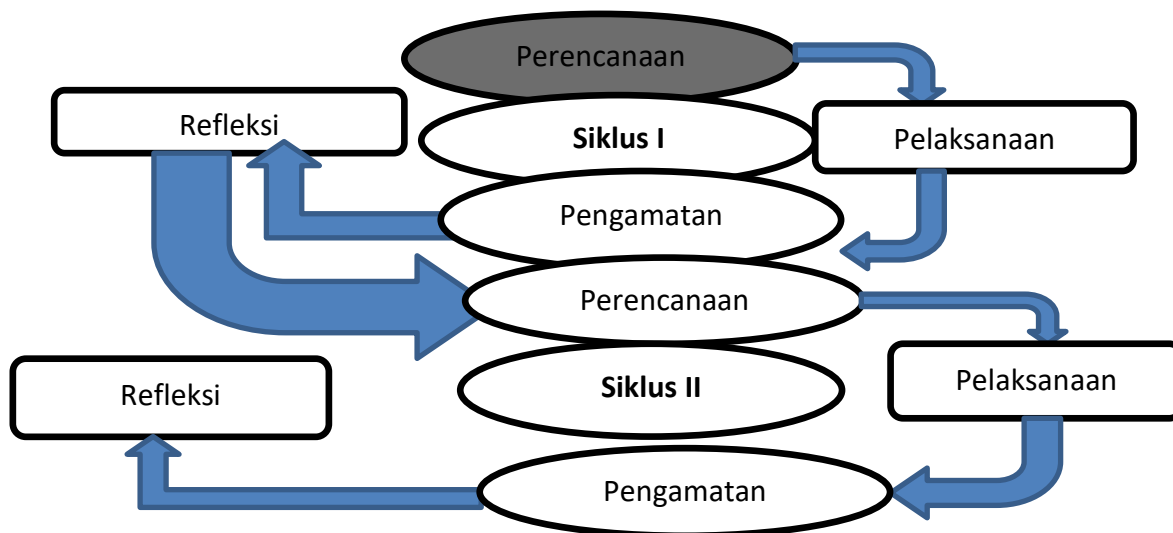 Perencanaan
Refleksi
Siklus I
Pelaksanaan
Pengamatan
Perencanaan
Refleksi
Siklus II
Pelaksanaan
Pengamatan